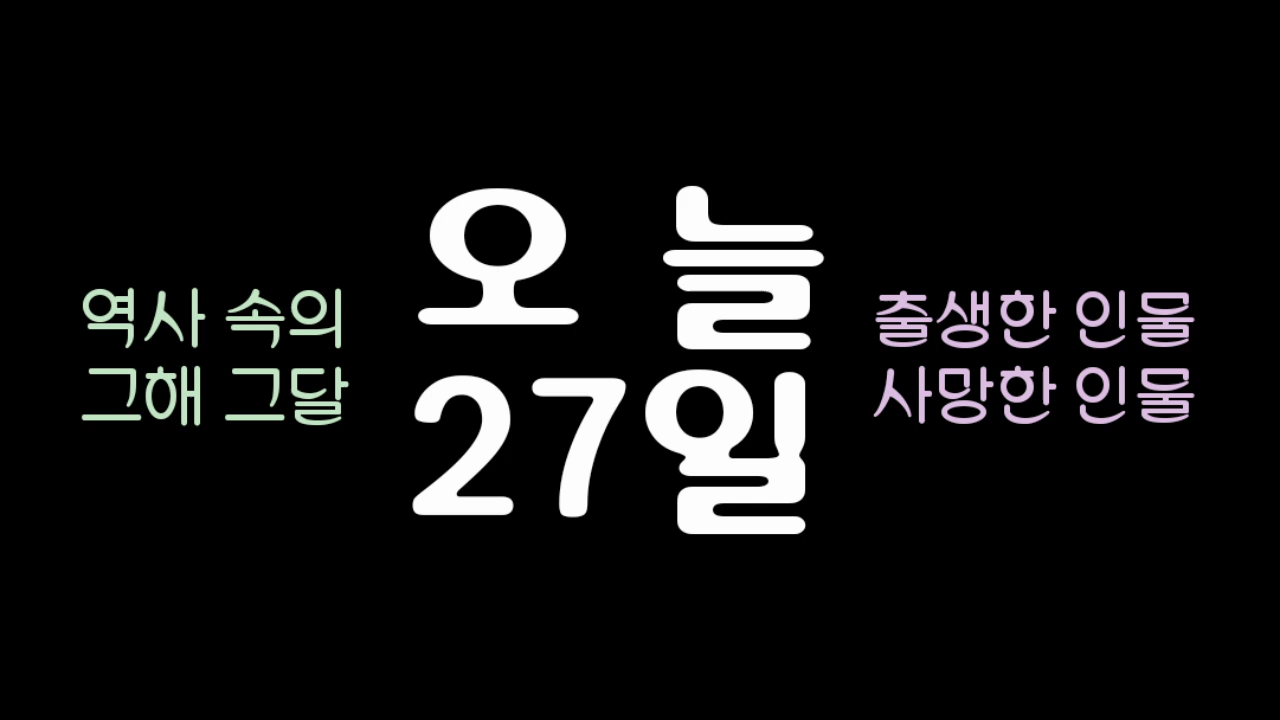 역사 속의
그해 그달
오 늘
27일
출생한 인물
사망한 인물